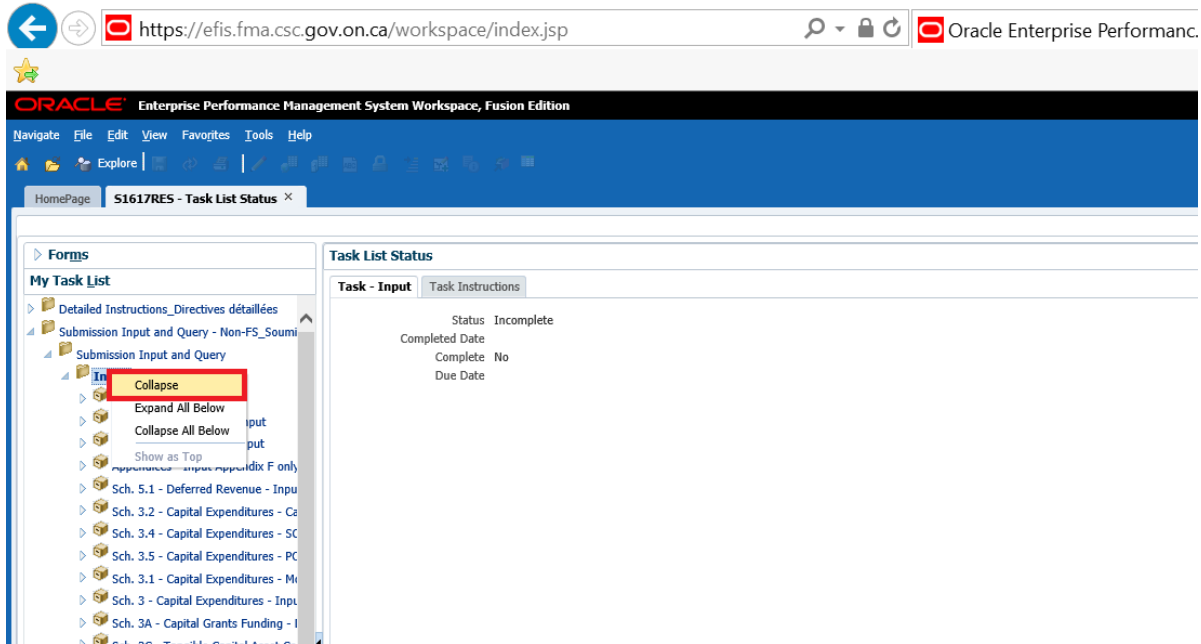 https://efis.fma.csc.gov.on.ca/workspace/index.jsp
Oracle Enterprise Performanc.
ORACLE Enterprise Performance Management System Workspace, Fusion Edition
Navigate File Edit View Favorites Tools Help
Explore
HomePage S1617RES - Task List Status ×
Forms
My Task List
Detailed Instructions_Directives détaillées
Submission Input and Query - Non-FS_Soumi
Submission Input and Query
In
Collapse
Expand All Below
Collapse All Below
Show as Top
put
put
Appendices - Input Appendix F only
Sch. 5.1 - Deferred Revenue - Inpu
Sch. 3.2 - Capital Expenditures - Ca
Sch. 3.4 - Capital Expenditures - SC
Sch. 3.5 - Capital Expenditures - PC
Sch. 3.1 - Capital Expenditures - Mo
Sch. 3 - Capital Expenditures - Inpu
Sch. 3A - Capital Grants Funding - I
Task List Status
Task - Input Task Instructions
Status Incomplete
Completed Date
Complete No
Due Date